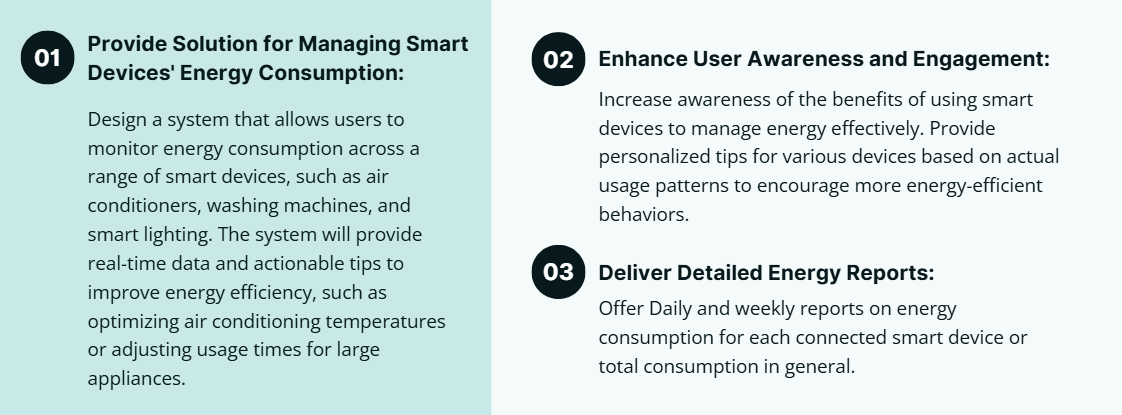 01
Provide Solution for Managing Smart
Devices' Energy Consumption:
Design a system that allows users to
monitor energy consumption across a
range of smart devices, such as air
conditioners, washing machines, and
smart lighting. The system will provide
real-time data and actionable tips to
improve energy efficiency, such as
optimizing air conditioning temperatures
or adjusting usage times for large
appliances.
02
Enhance User Awareness and Engagement:
Increase awareness of the benefits of using smart
devices to manage energy effectively. Provide
personalized tips for various devices based on actual
usage patterns to encourage more energy-efficient
behaviors.
03
Deliver Detailed Energy Reports:
Offer Daily and weekly reports on energy
consumption for each connected smart device or
total consumption in general.